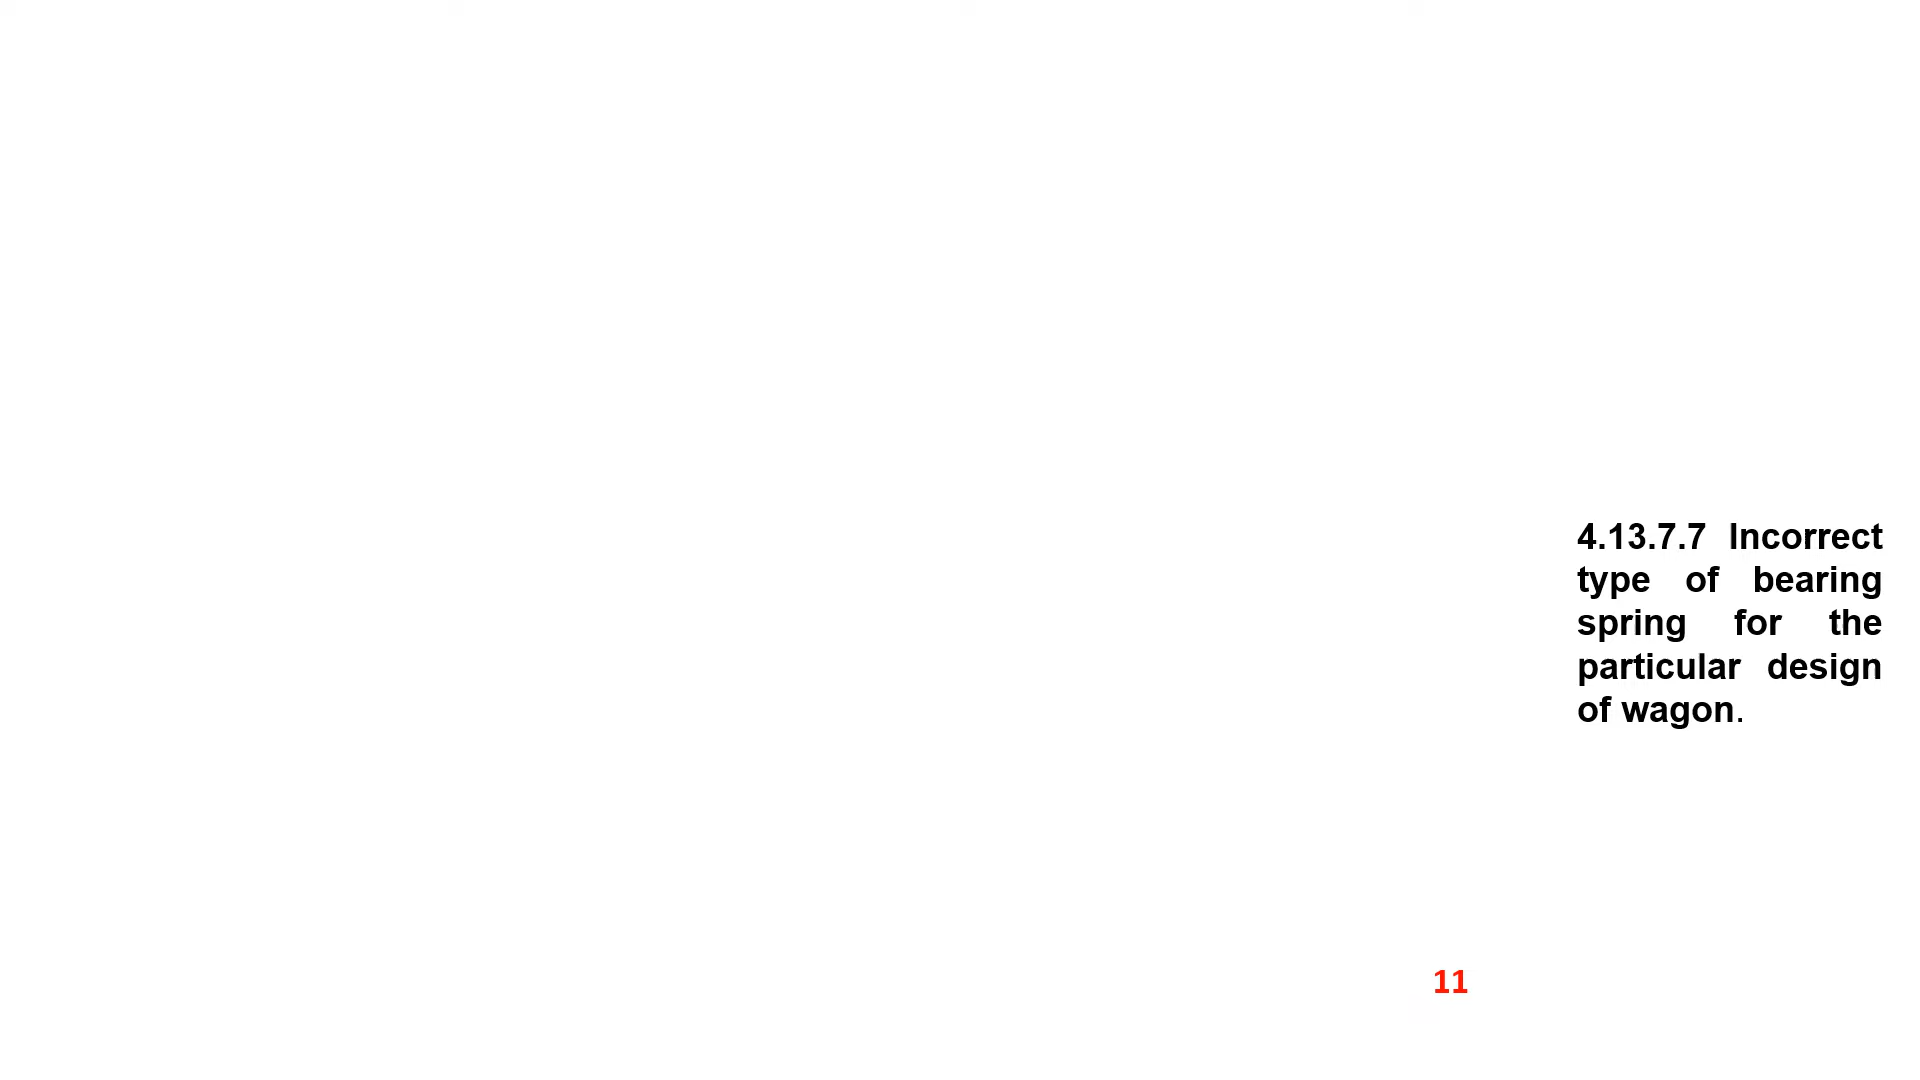 4.13.7.7 Incorrect
type of bearing
spring for the
particular design
of wagon.
11